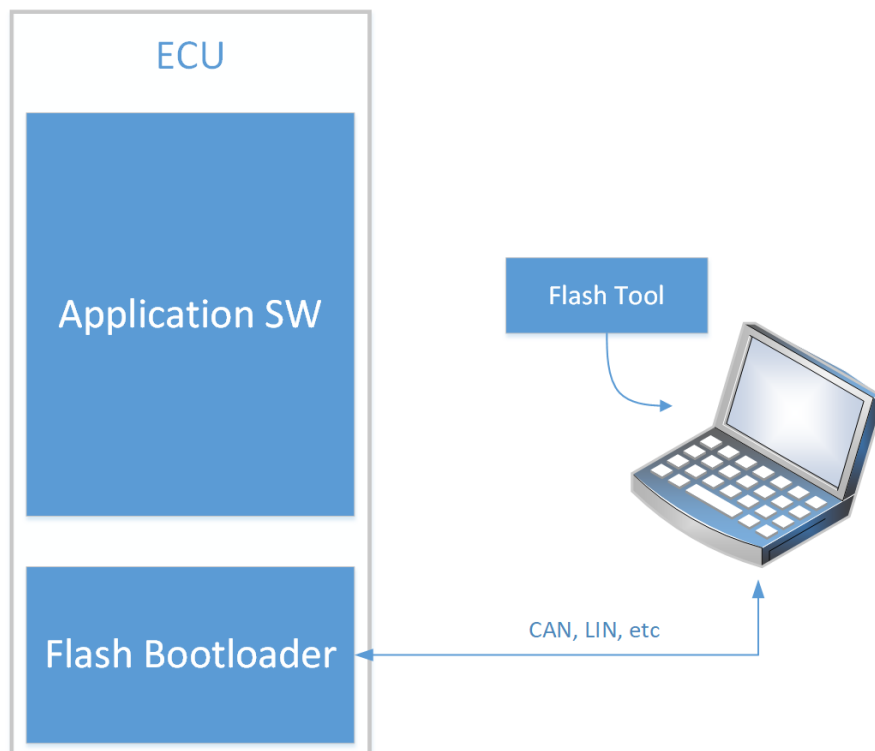 ECU
Application SW
Flash Tool
CAN, LIN, etc
Flash Bootloader